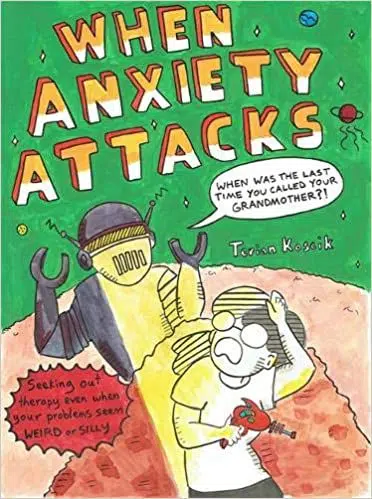 WHEN
ANXIETY
ATTACKS
WHEN WAS THE LAST
TIME YOU CALLED YOUR
GRANDMOTHER?!
Terian Koscik
Seeking out
therapy even when
your problems seem
WEIRD or SILLY